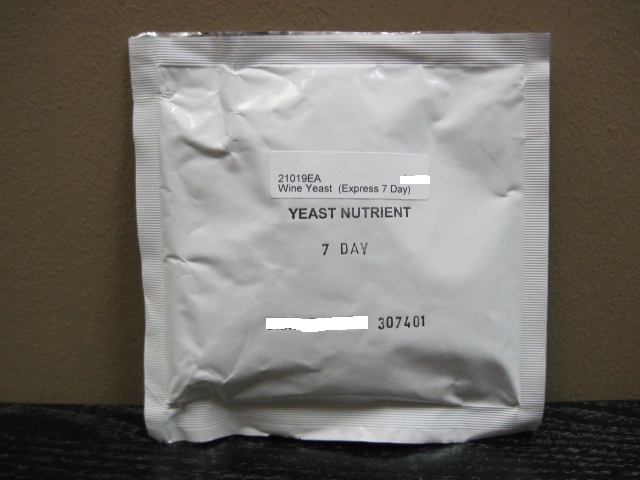 21019EA
Wine Yeast (Express 7 Day)
YEAST NUTRIENT
7 DAY
307401